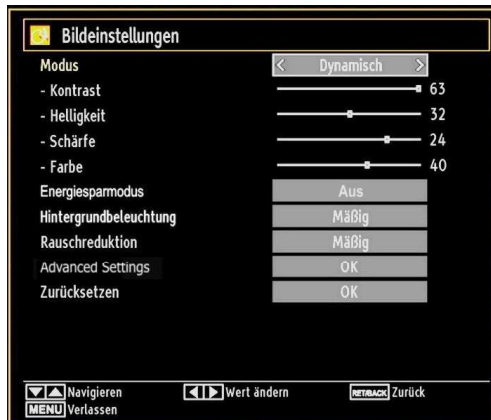 Bildeinstellungen
Modus Dynamisch
- Kontrast 63
- Helligkeit 32
- Schärfe 24
- Farbe 40
Energiesparmodus Aus
Hintergrundbeleuchtung Mäßig
Rauschreduktion Mäßig
Advanced Settings OK
Zurücksetzen OK
Navigieren Wert ändern RET/BACK Zurück
MENU Verlassen